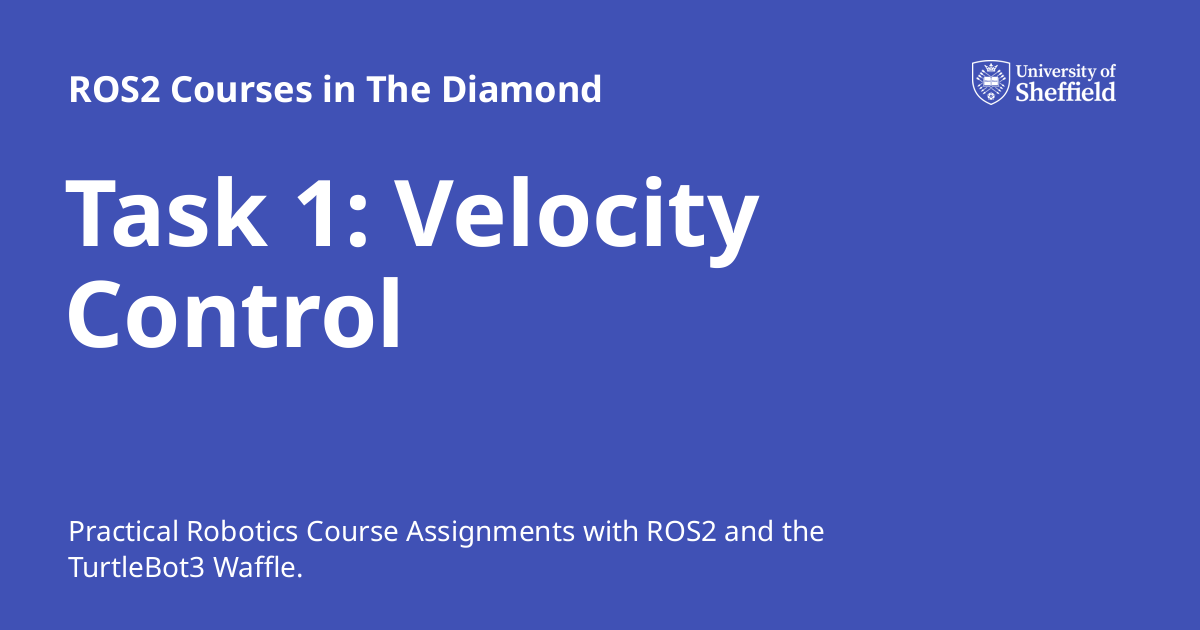 ROS2 Courses in The Diamond
University of
Sheffield
Task 1: Velocity
Control
Practical Robotics Course Assignments with ROS2 and the
TurtleBot3 Waffle.